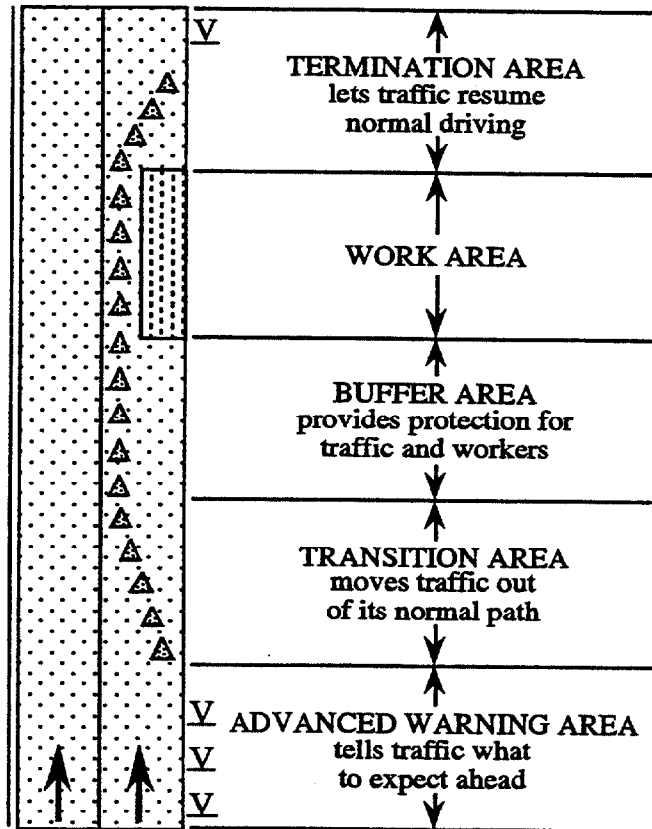 V
TERMINATION AREA
lets traffic resume
normal driving
WORK AREA
BUFFER AREA
provides protection for
traffic and workers
TRANSITION AREA
moves traffic out
of its normal path
V
ADVANCED WARNING AREA
tells traffic what
to expect ahead
V
V